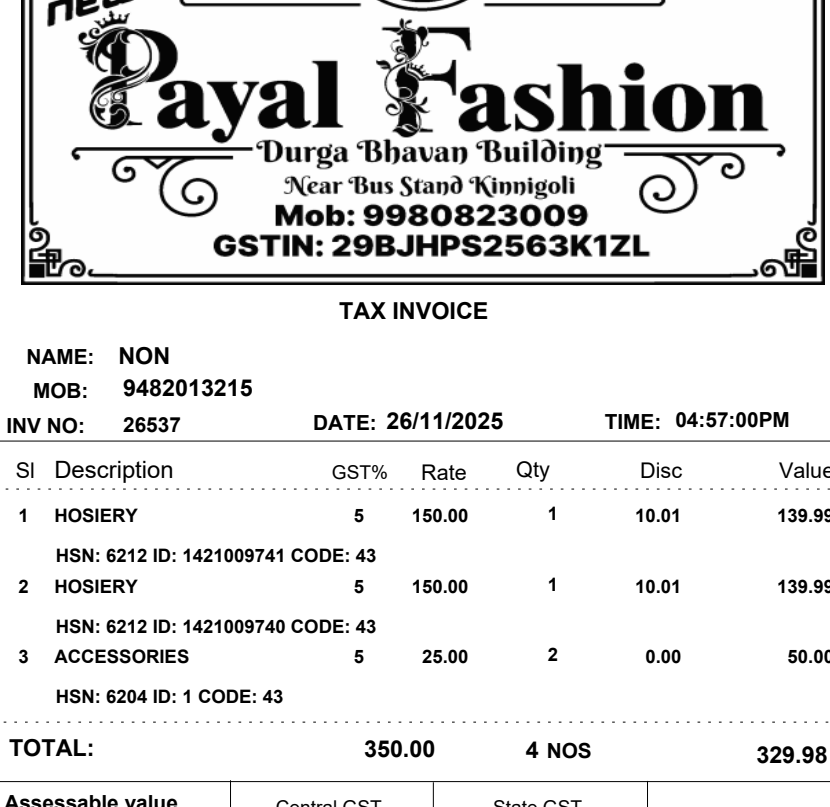 new
Payal Fashion
Durga Bhavan Building
Near Bus Stand Kinnigoli
Mob: 9980823009
GSTIN: 29BJHPS2563K1ZL
TAX INVOICE
NAME: NON
MOB: 9482013215
INV NO: 26537 DATE: 26/11/2025 TIME: 04:57:00PM
Sl Description GST% Rate Qty Disc Value
1 HOSIERY 5 150.00 1 10.01 139.99
HSN: 6212 ID: 1421009741 CODE: 43
2 HOSIERY 5 150.00 1 10.01 139.99
HSN: 6212 ID: 1421009740 CODE: 43
3 ACCESSORIES 5 25.00 2 0.00 50.00
HSN: 6204 ID: 1 CODE: 43
TOTAL: 350.00 4 NOS 329.98
Assessable value Central GST State GST